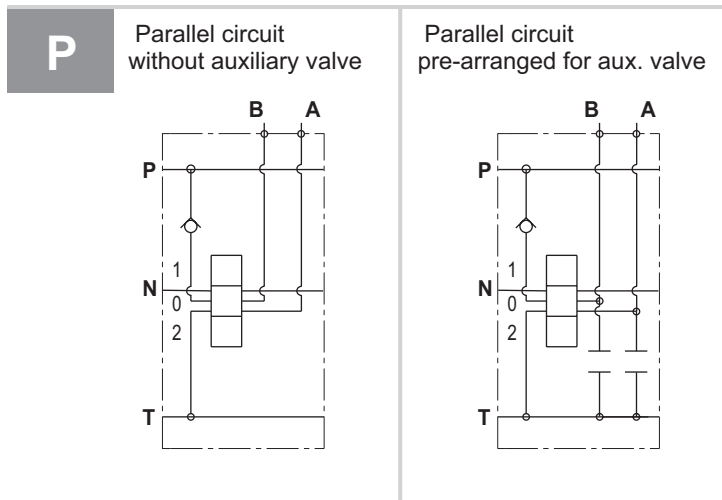 P
Parallel circuit
without auxiliary valve
B A
P
1
N
0
2
T
Parallel circuit
pre-arranged for aux. valve
B A
P
1
N
0
2
T